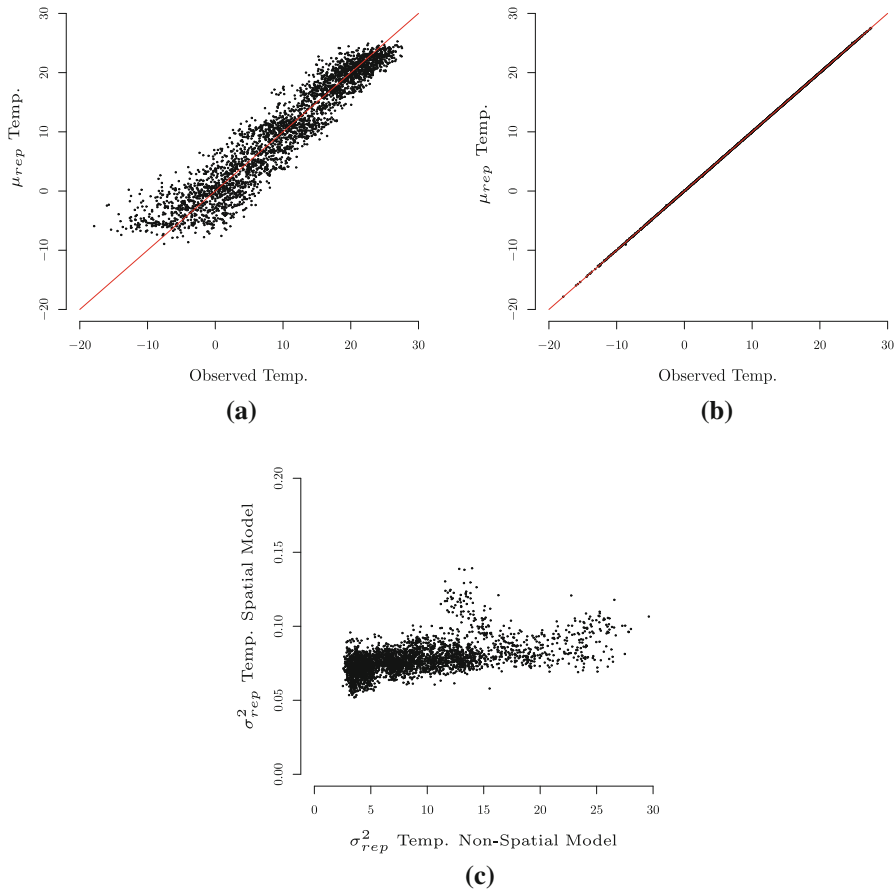 30
20
10
0
−10
−20
μrep Temp.
−20 −10 0 10 20 30
Observed Temp.
(a)
30
20
10
0
−10
−20
μrep Temp.
−20 −10 0 10 20 30
Observed Temp.
(b)
0.20
0.15
0.10
0.05
0.00
σ²rep Temp. Spatial Model
0 5 10 15 20 25 30
σ²rep Temp. Non-Spatial Model
(c)